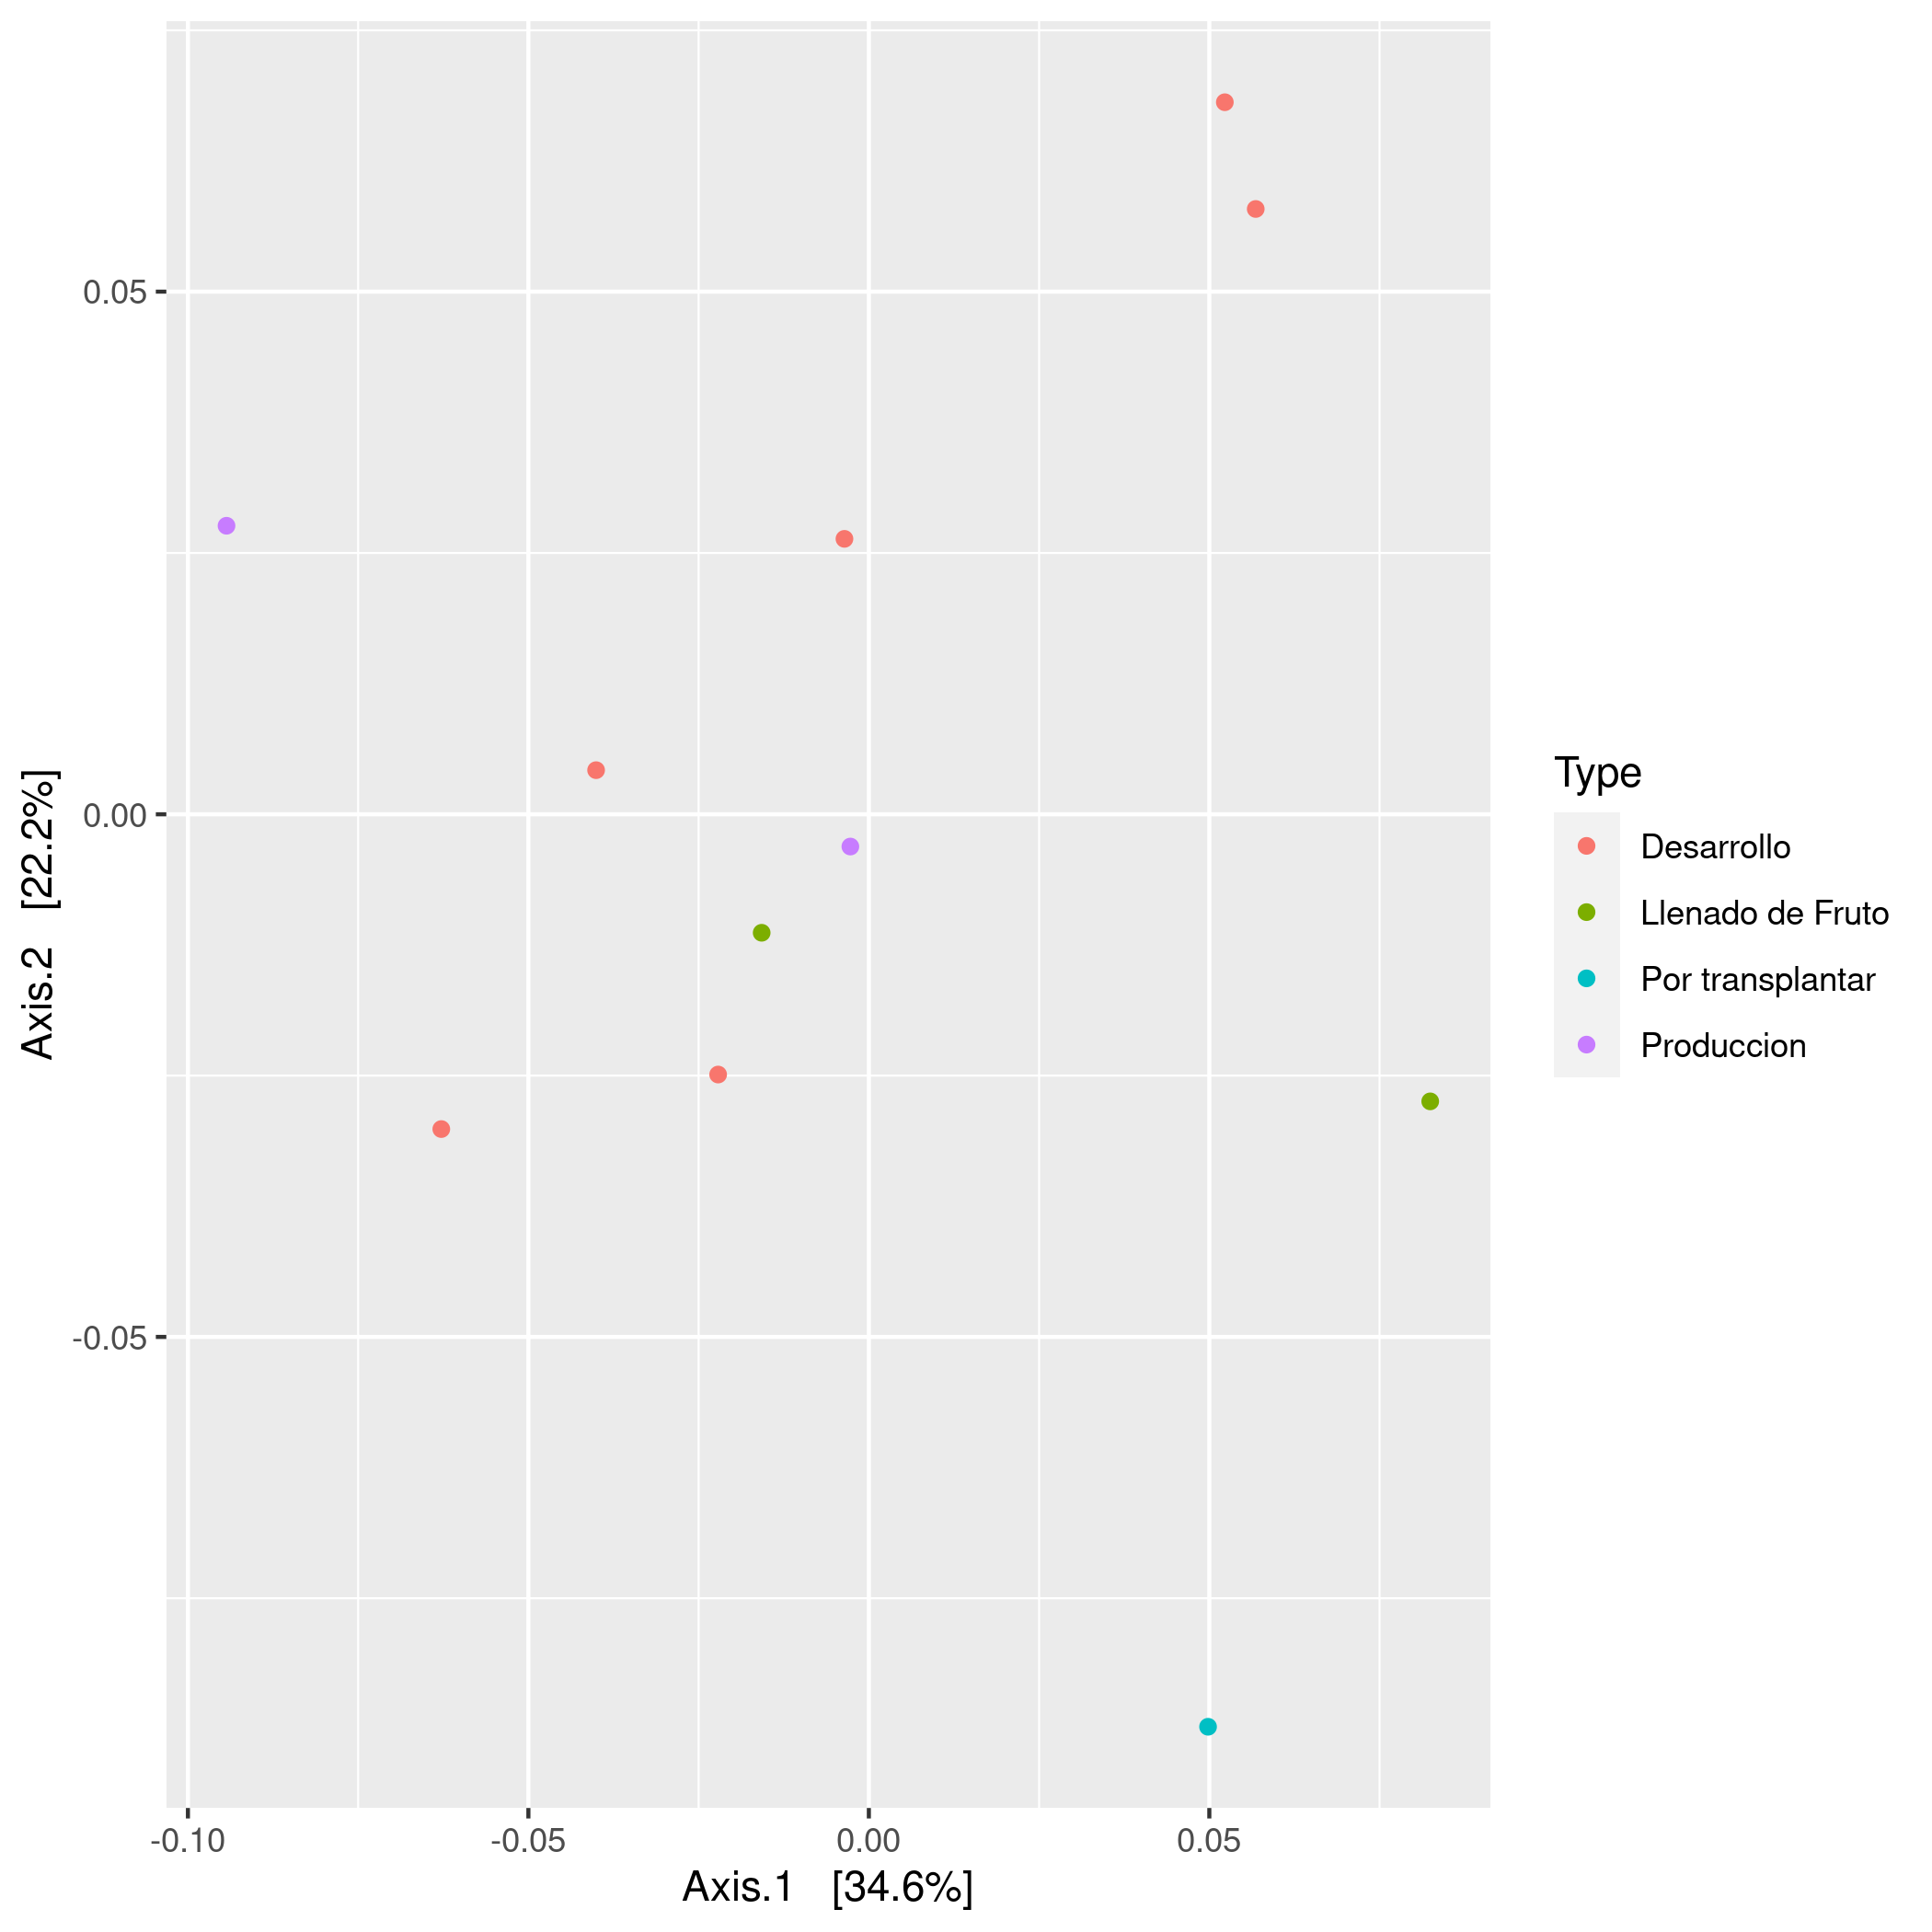 0.05
0.00
-0.05
Axis.2 [22.2%]
-0.10
-0.05
0.00
0.05
Axis.1 [34.6%]
Type
Desarrollo
Llenado de Fruto
Por transplantar
Produccion